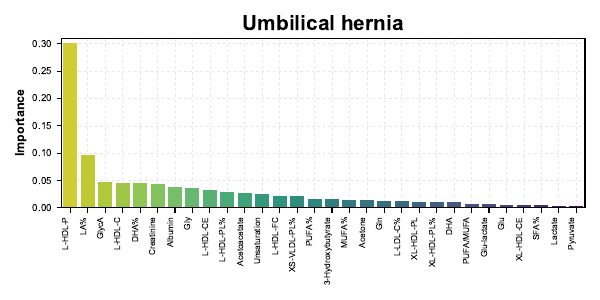 Umbilical hernia
Importance
0.30
0.25
0.20
0.15
0.10
0.05
0.00
L-HDL-P
LA%
GlycA
L-HDL-C
DHA%
Creatinine
Albumin
Gly
L-HDL-CE
L-HDL-PL%
Acetoacetate
Unsaturation
L-HDL-FC
XS-VLDL-PL%
PUFA%
3-Hydroxybutyrate
MUFA%
Acetone
Gln
L-LDL-C%
XL-HDL-PL
XL-HDL-PL%
DHA
PUFA/MUFA
Glu-lactate
Glu
XL-HDL-CE
SFA%
Lactate
Pyruvate